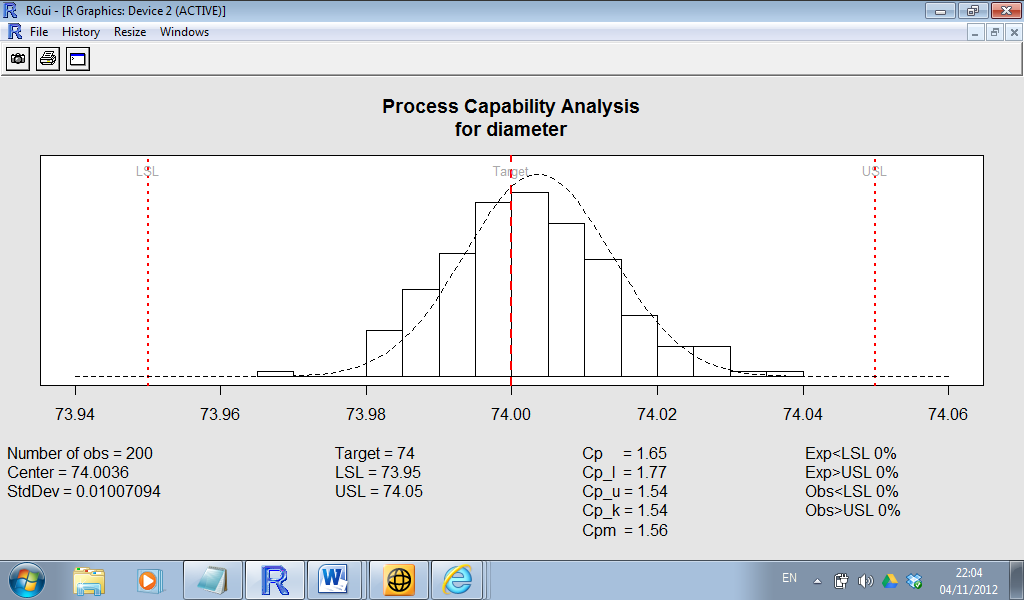 RGui - [R Graphics: Device 2 (ACTIVE)]
File History Resize Windows
Process Capability Analysis
for diameter
LSL Target USL
73.94 73.96 73.98 74.00 74.02 74.04 74.06
Number of obs = 200 Target = 74 Cp = 1.65 Exp<LSL 0%
Center = 74.0036 LSL = 73.95 Cp_l = 1.77 Exp>USL 0%
StdDev = 0.01007094 USL = 74.05 Cp_u = 1.54 Obs<LSL 0%
Cp_k = 1.54 Obs>USL 0%
Cpm = 1.56
EN 22:04
04/11/2012